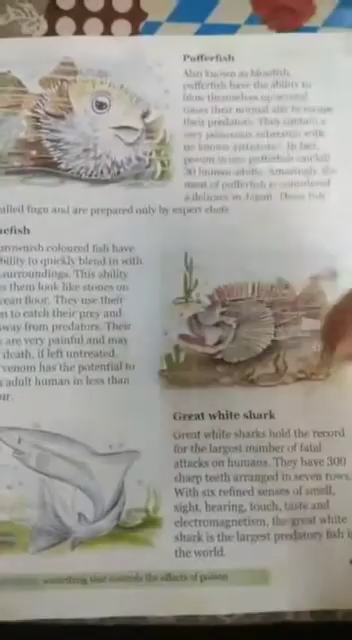 Pufferfish
Also known as blowfish,
pufferfish have the ability to
blow themselves up several
times their normal size to escape
their predators. They contain a
very poisonous substance with
no known antidote. In fact,
poison in one pufferfish can kill
30 human adults. Amazingly, the
meat of pufferfish is considered
a delicacy in Japan. These fish
called fugu and are prepared only by expert chefs
nefish
brownish coloured fish have
bility to quickly blend in with
surroundings. This ability
s them look like stones on
cean floor. They use their
to catch their prey and
way from predators. Their
are very painful and may
death, if left untreated.
venom has the potential to
adult human in less than
ur.
Great white shark
Great white sharks hold the record
for the largest number of fatal
attacks on humans. They have 300
sharp teeth arranged in seven rows.
With six refined senses of smell,
sight, hearing, touch, taste and
electromagnetism, the great white
shark is the largest predatory fish i
the world.
something that controls the effects of poison